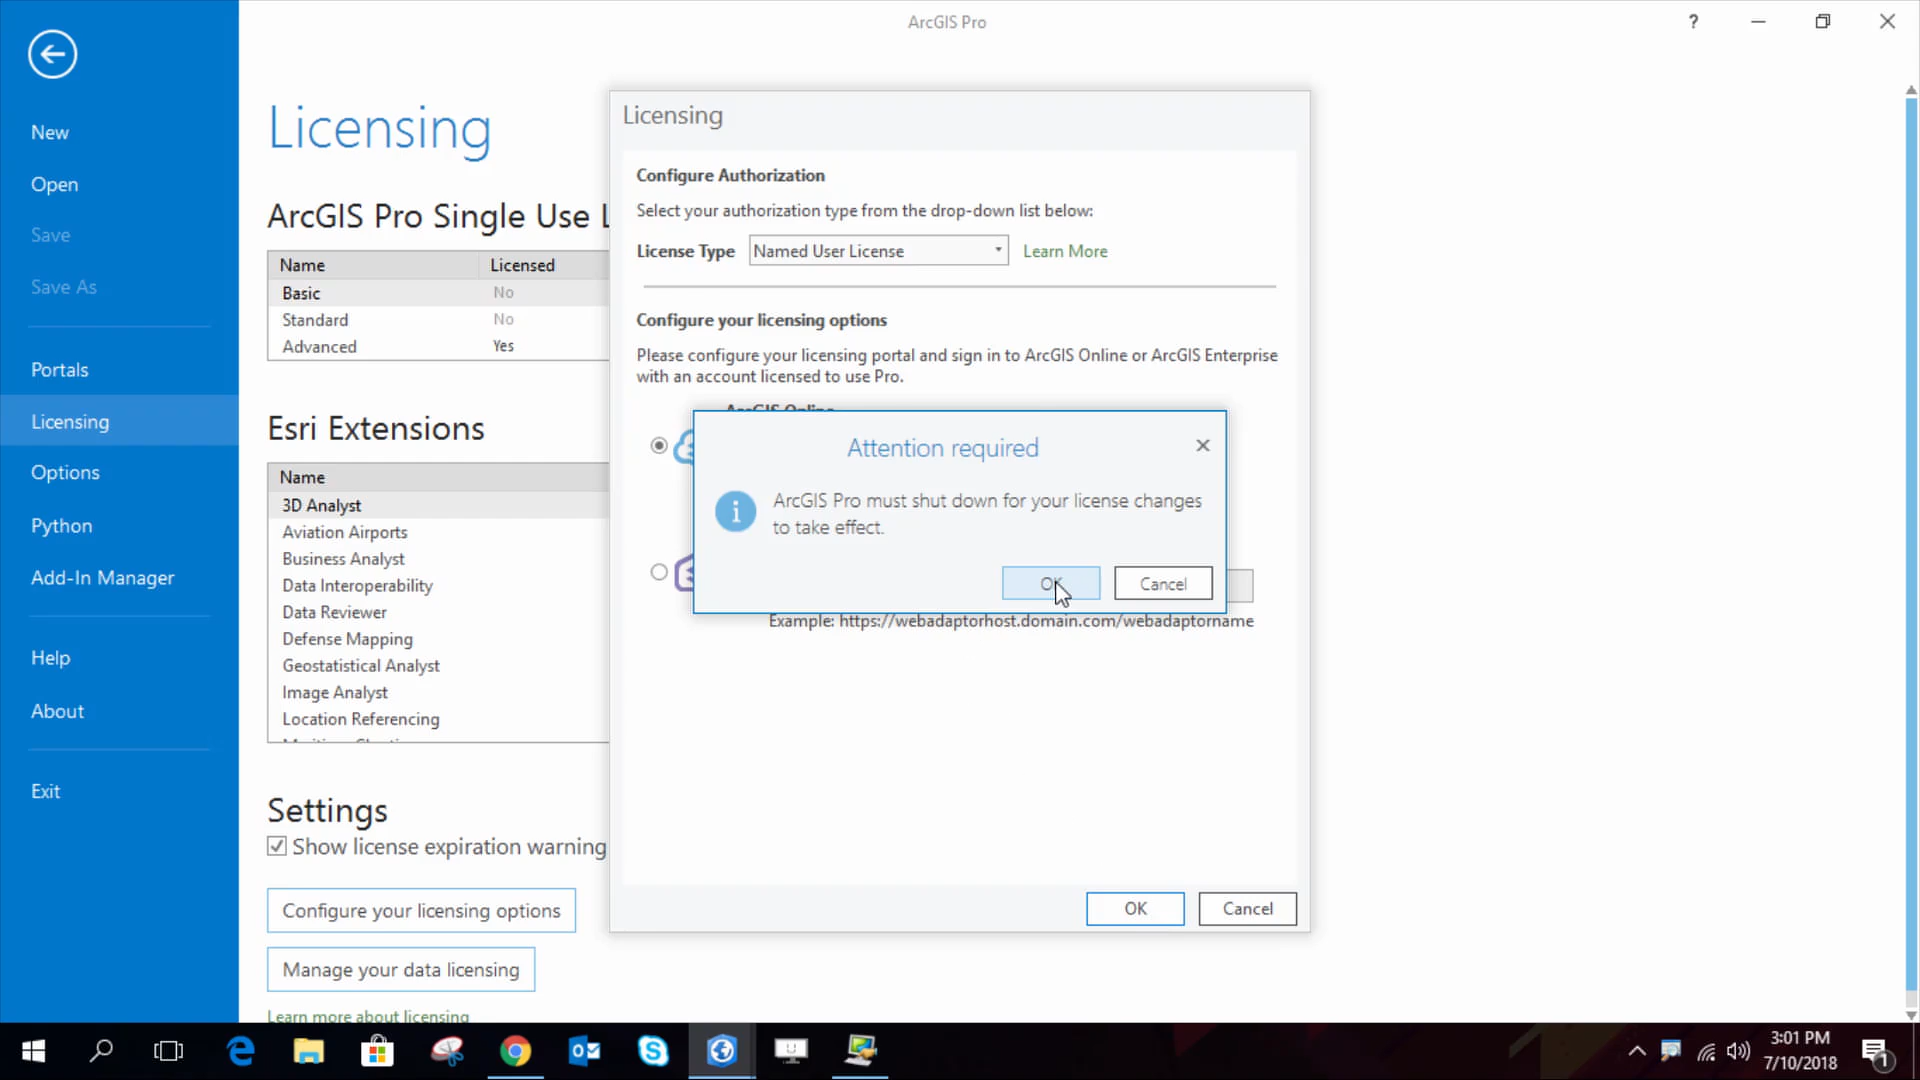 ArcGIS Pro
?
New
Open
Save
Save As
Portals
Licensing
Options
Python
Add-In Manager
Help
About
Exit
Licensing
ArcGIS Pro Single Use L
Name Licensed
Basic No
Standard No
Advanced Yes
Esri Extensions
Name
3D Analyst
Aviation Airports
Business Analyst
Data Interoperability
Data Reviewer
Defense Mapping
Geostatistical Analyst
Image Analyst
Location Referencing
Settings
Show license expiration warning
Configure your licensing options
Manage your data licensing
Learn more about licensing
Licensing
Configure Authorization
Select your authorization type from the drop-down list below:
License Type Named User License Learn More
Configure your licensing options
Please configure your licensing portal and sign in to ArcGIS Online or ArcGIS Enterprise
with an account licensed to use Pro.
ArcGIS Online
Attention required
ArcGIS Pro must shut down for your license changes
to take effect.
OK Cancel
Example: https://webadaptorhost.domain.com/webadaptorname
OK Cancel
3:01 PM
7/10/2018
1